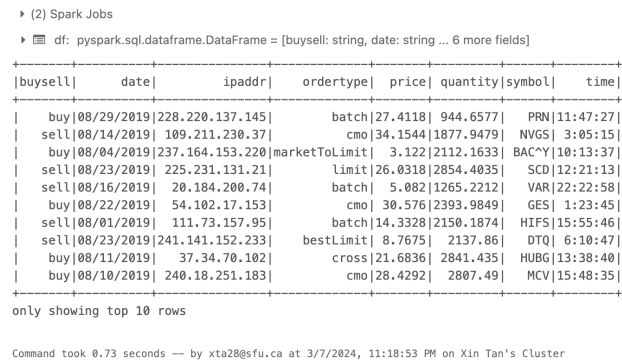 (2) Spark Jobs
df: pyspark.sql.dataframe.DataFrame = [buysell: string, date: string ... 6 more fields]
+-------+----------+---------------+-------------+-------+---------+------+--------+
|buysell|      date|         ipaddr|    ordertype|  price| quantity|symbol|    time|
+-------+----------+---------------+-------------+-------+---------+------+--------+
|    buy|08/29/2019|228.220.137.145|        batch|27.4118| 944.6577|   PRN|11:47:27|
|   sell|08/14/2019| 109.211.230.37|          cmo|34.1544|1877.9479|  NVGS| 3:05:15|
|    buy|08/04/2019|237.164.153.220|marketToLimit|  3.122|2112.1633| BAC^Y|10:13:37|
|   sell|08/23/2019| 225.231.131.21|        limit|26.0318|2854.4035|   SCD|12:21:13|
|   sell|08/16/2019|  20.184.200.74|        batch|  5.082|1265.2212|   VAR|22:22:58|
|    buy|08/22/2019|  54.102.17.153|          cmo| 30.576|2393.9849|   GES| 1:23:45|
|   sell|08/01/2019|  111.73.157.95|        batch|14.3328|2150.1874|  HIFS|15:55:46|
|   sell|08/23/2019|241.141.152.233|    bestLimit| 8.7675|  2137.86|   DTQ| 6:10:47|
|    buy|08/11/2019|   37.34.70.102|        cross|21.6836| 2841.435|  HUBG|13:38:40|
|    buy|08/10/2019| 240.18.251.183|          cmo|28.4292|  2807.49|   MCV|15:48:35|
+-------+----------+---------------+-------------+-------+---------+------+--------+
only showing top 10 rows
Command took 0.73 seconds -- by xta28@sfu.ca at 3/7/2024, 11:18:53 PM on Xin Tan's Cluster